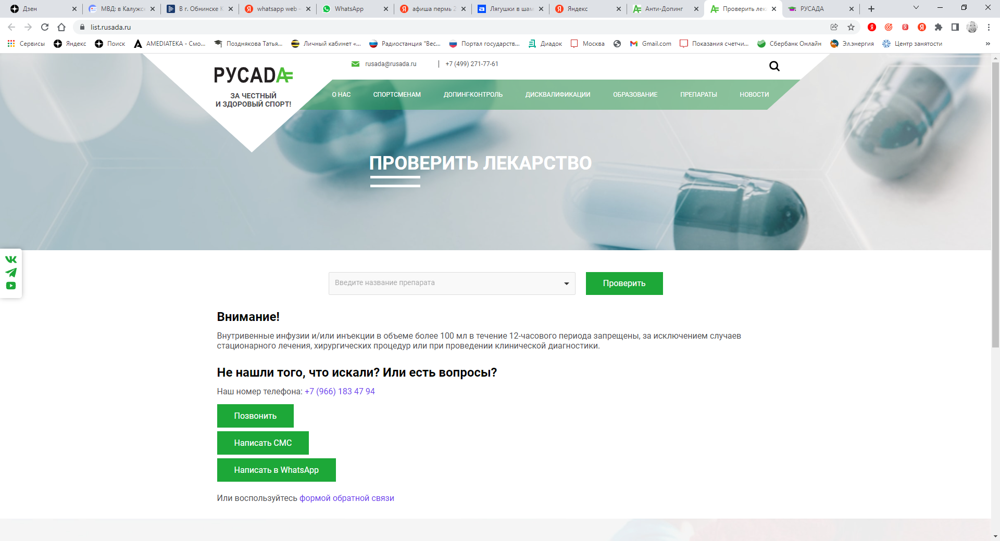 Дзен
МВД: в Калужс
В г. Обнинске К
whatsapp web –
WhatsApp
афиша пермь 2
Лягушки в шам
Яндекс
Анти-Допинг
Проверить лек
РУСАДА
list.rusada.ru
Сервисы
Яндекс
Поиск
AMEDIATEKA - Смо...
Позднякова Татья...
Личный кабинет «...
Радиостанция "Вес...
Портал государств...
Диадок
Москва
Gmail.com
Показания счетчи...
Сбербанк Онлайн
Эл.энергия
Центр занятости
»
rusada@rusada.ru
+7 (499) 271-77-61
РУСАDA
ЗА ЧЕСТНЫЙ
И ЗДОРОВЫЙ СПОРТ!
О НАС
СПОРТСМЕНАМ
ДОПИНГ-КОНТРОЛЬ
ДИСКВАЛИФИКАЦИИ
ОБРАЗОВАНИЕ
ПРЕПАРАТЫ
НОВОСТИ
ПРОВЕРИТЬ ЛЕКАРСТВО
Введите название препарата
Проверить
Внимание!
Внутривенные инфузии и/или инъекции в объеме более 100 мл в течение 12-часового периода запрещены, за исключением случаев
стационарного лечения, хирургических процедур или при проведении клинической диагностики.
Не нашли того, что искали? Или есть вопросы?
Наш номер телефона: +7 (966) 183 47 94
Позвонить
Написать СМС
Написать в WhatsApp
Или воспользуйтесь формой обратной связи